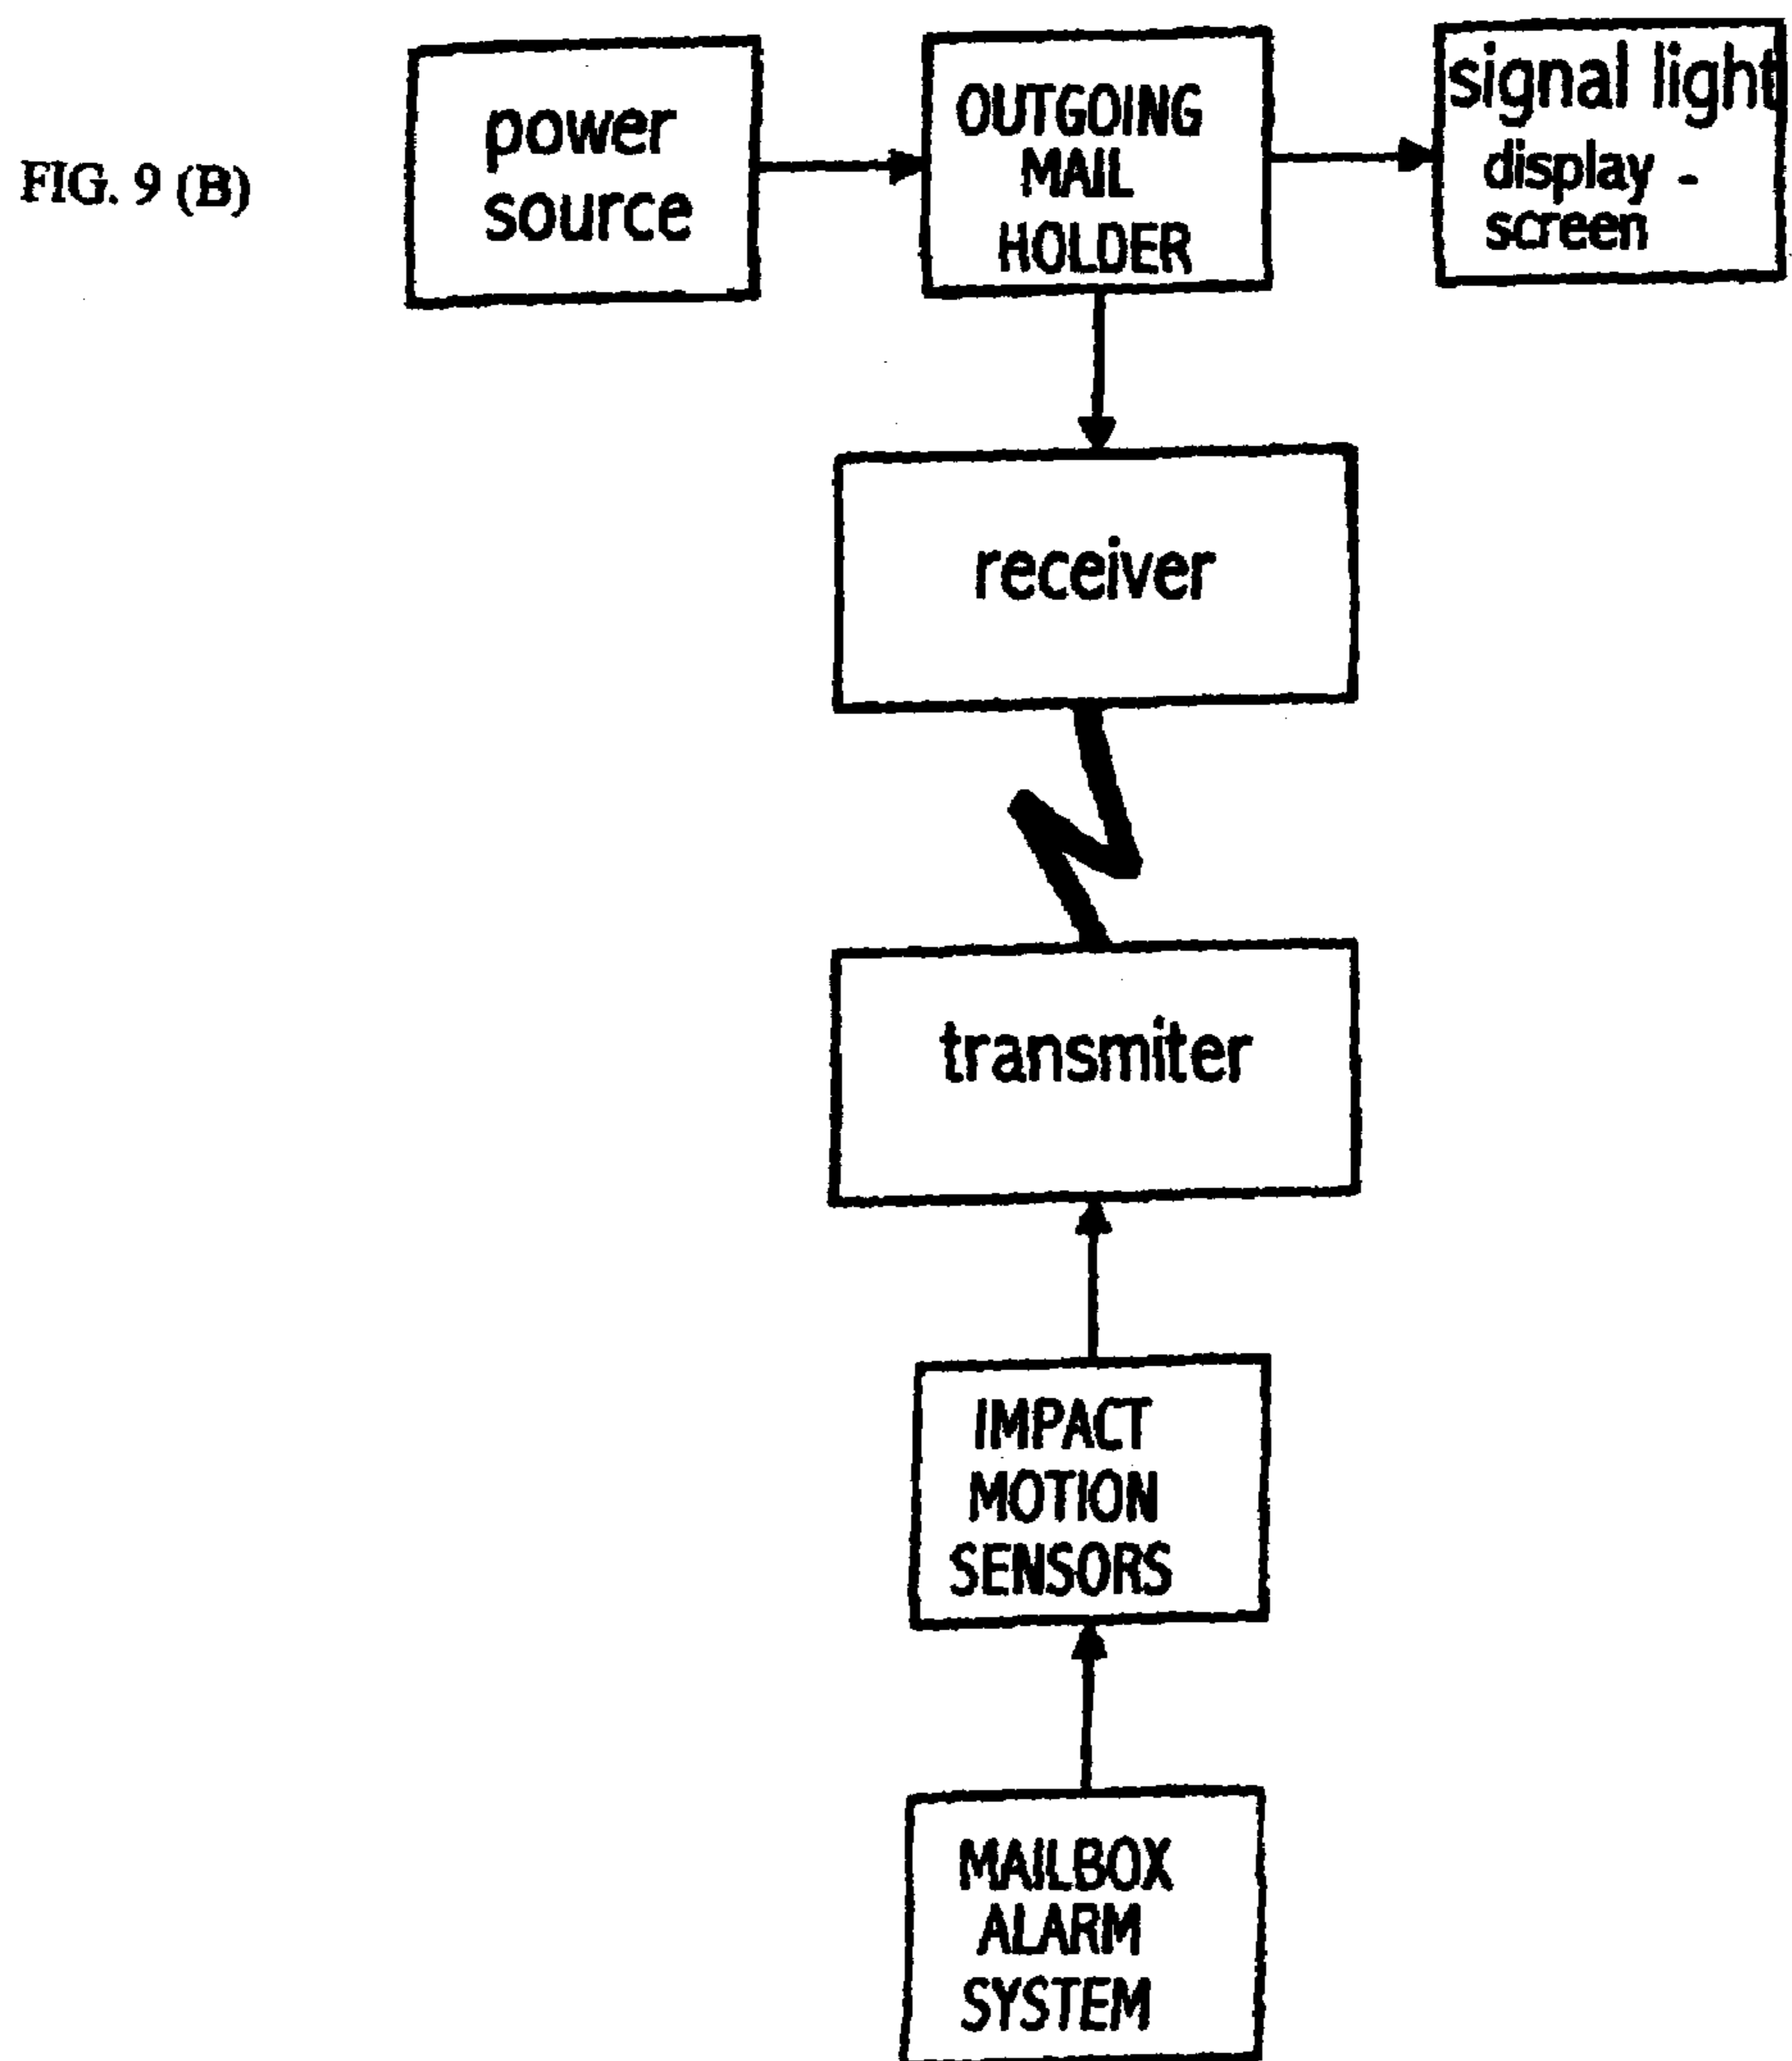 FIG. 9 (B)
power
source
OUTGOING
MAIL
HOLDER
signal light
display -
screen
receiver
transmiter
IMPACT
MOTION
SENSORS
MAILBOX
ALARM
SYSTEM